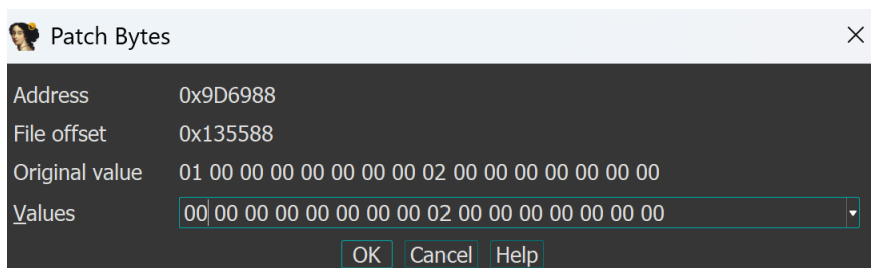 Patch Bytes
Address 0x9D6988
File offset 0x135588
Original value 01 00 00 00 00 00 00 00 02 00 00 00 00 00 00 00
Values 00 00 00 00 00 00 00 00 02 00 00 00 00 00 00 00
OK Cancel Help